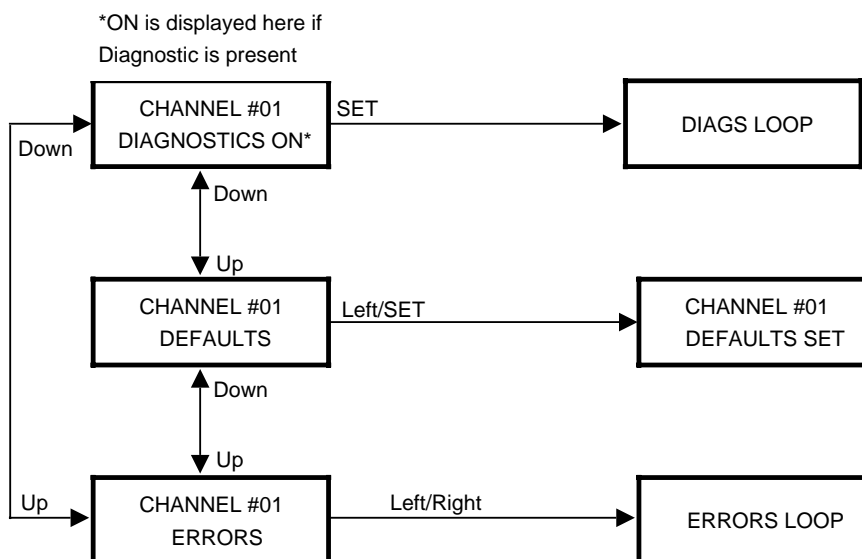 *ON is displayed here if
Diagnostic is present
CHANNEL #01
DIAGNOSTICS ON*
SET
DIAGS LOOP
Down
Down
Up
CHANNEL #01
DEFAULTS
Left/SET
CHANNEL #01
DEFAULTS SET
Down
Up
Up
CHANNEL #01
ERRORS
Left/Right
ERRORS LOOP